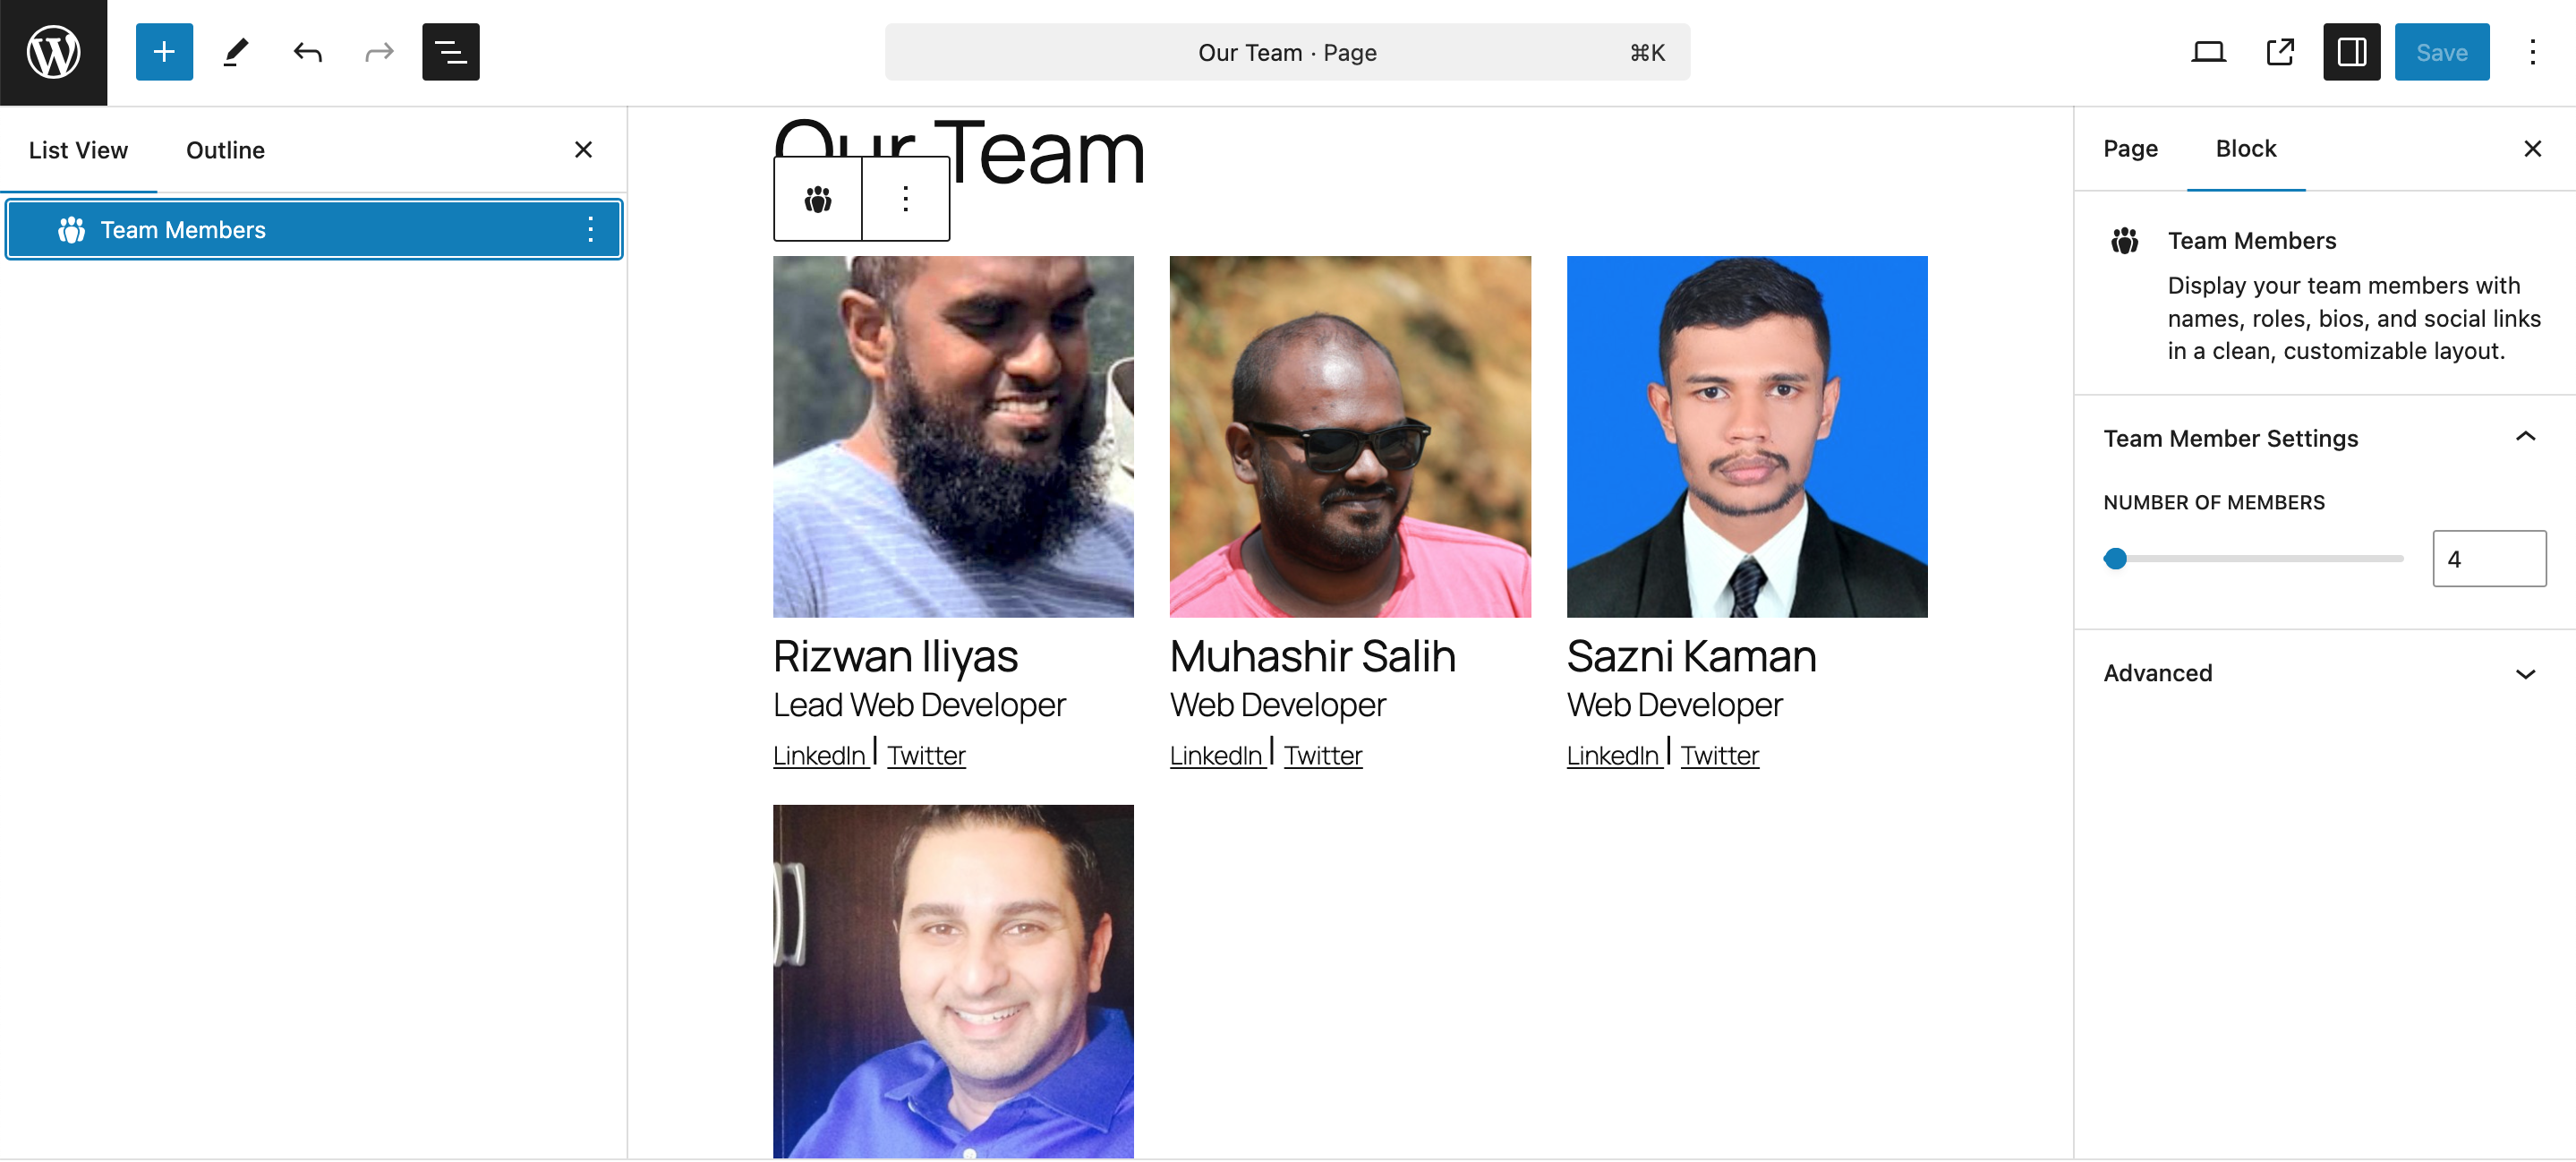 Our Team · Page
⌘K
Save
List View
Outline
Team Members
Our Team
Rizwan Iliyas
Lead Web Developer
LinkedIn | Twitter
Muhashir Salih
Web Developer
LinkedIn | Twitter
Sazni Kaman
Web Developer
LinkedIn | Twitter
Page
Block
Team Members
Display your team members with
names, roles, bios, and social links
in a clean, customizable layout.
Team Member Settings
NUMBER OF MEMBERS
4
Advanced